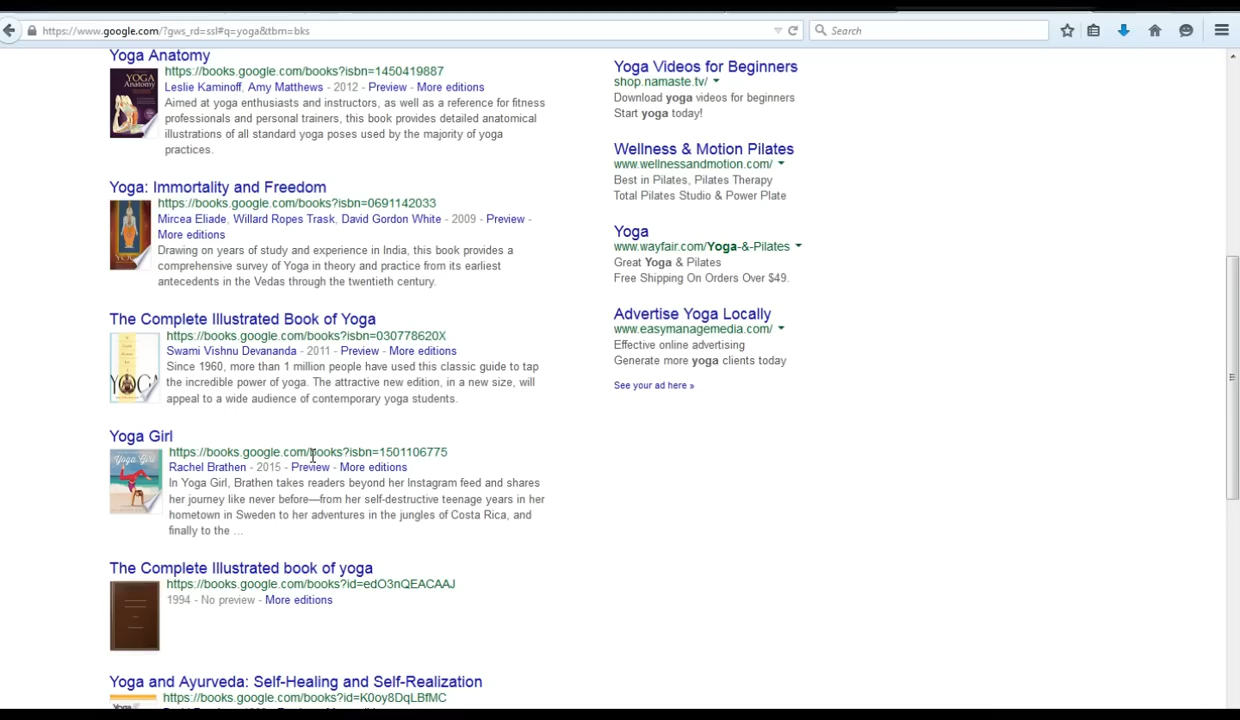 https://www.google.com/?gws_rd=ssl#q=yoga&tbm=bks
Search
Yoga Anatomy
https://books.google.com/books?isbn=1450419887
Leslie Kaminoff, Amy Matthews - 2012 - Preview - More editions
Aimed at yoga enthusiasts and instructors, as well as a reference for fitness
professionals and personal trainers, this book provides detailed anatomical
illustrations of all standard yoga poses used by the majority of yoga
practices.
YOGA
Anatomy
Yoga: Immortality and Freedom
https://books.google.com/books?isbn=0691142033
Mircea Eliade, Willard Ropes Trask, David Gordon White - 2009 - Preview -
More editions
Drawing on years of study and experience in India, this book provides a
comprehensive survey of Yoga in theory and practice from its earliest
antecedents in the Vedas through the twentieth century.
The Complete Illustrated Book of Yoga
https://books.google.com/books?isbn=030778620X
Swami Vishnu Devananda - 2011 - Preview - More editions
Since 1960, more than 1 million people have used this classic guide to tap
the incredible power of yoga. The attractive new edition, in a new size, will
appeal to a wide audience of contemporary yoga students.
YOGA
Yoga Girl
https://books.google.com/books?isbn=1501106775
Rachel Brathen - 2015 - Preview - More editions
In Yoga Girl, Brathen takes readers beyond her Instagram feed and shares
her journey like never before—from her self-destructive teenage years in her
hometown in Sweden to her adventures in the jungles of Costa Rica, and
finally to the ...
Yoga Girl
The Complete Illustrated book of yoga
https://books.google.com/books?id=edO3nQEACAAJ
1994 - No preview - More editions
Yoga and Ayurveda: Self-Healing and Self-Realization
https://books.google.com/books?id=K0oy8DqLBfMC
Yoga Videos for Beginners
shop.namaste.tv/
Download yoga videos for beginners
Start yoga today!
Wellness & Motion Pilates
www.wellnessandmotion.com/
Best in Pilates, Pilates Therapy
Total Pilates Studio & Power Plate
Yoga
www.wayfair.com/Yoga-&-Pilates
Great Yoga & Pilates
Free Shipping On Orders Over $49.
Advertise Yoga Locally
www.easymanagemedia.com/
Effective online advertising
Generate more yoga clients today
See your ad here »